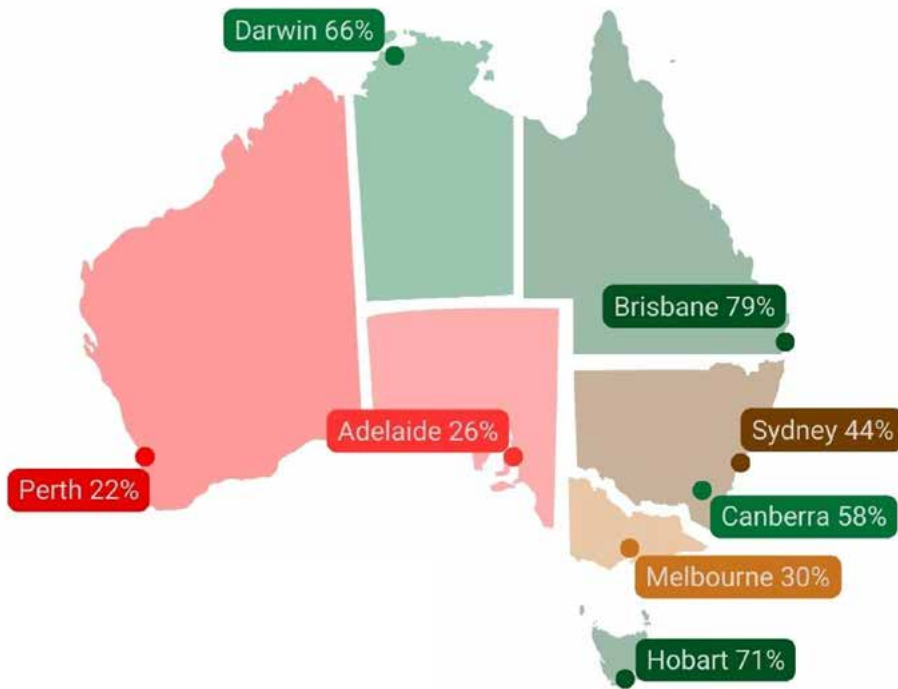 Darwin 66%
Brisbane 79%
Adelaide 26%
Sydney 44%
Perth 22%
Canberra 58%
Melbourne 30%
Hobart 71%